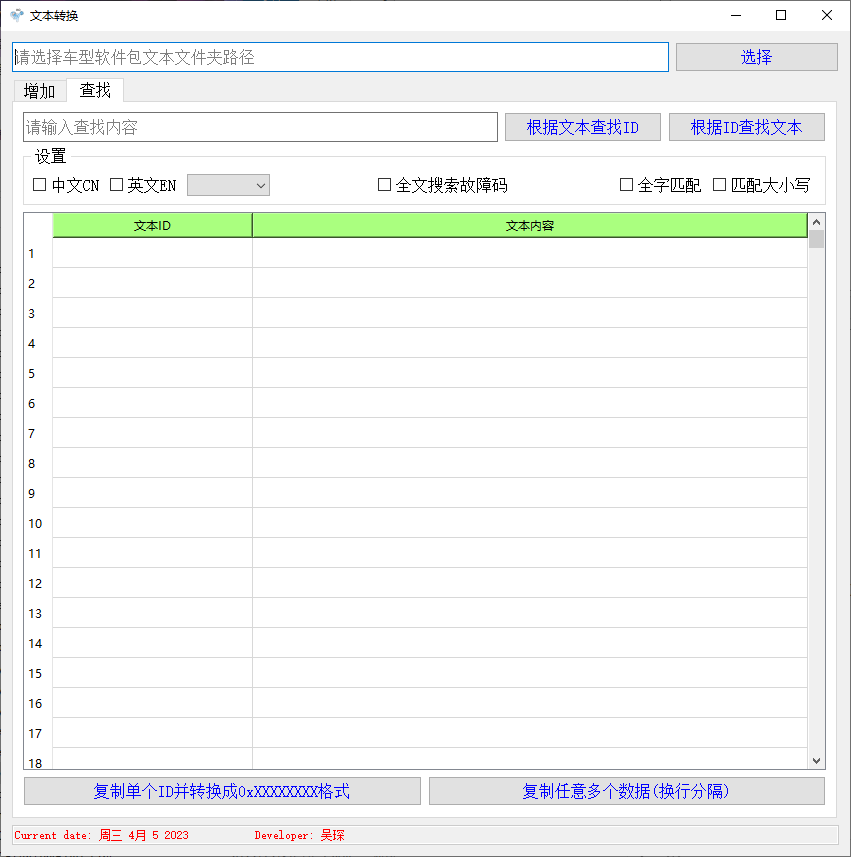 文本转换
请选择车型软件包文本文件夹路径
选择
增加 查找
请输入查找内容
根据文本查找ID
根据ID查找文本
设置
中文CN 英文EN 全文搜索故障码 全字匹配 匹配大小写
文本ID 文本内容
1
2
3
4
5
6
7
8
9
10
11
12
13
14
15
16
17
18
复制单个ID并转换成0xXXXXXXXX格式
复制任意多个数据(换行分隔)
Current date: 周三 4月 5 2023 Developer: 吴琛